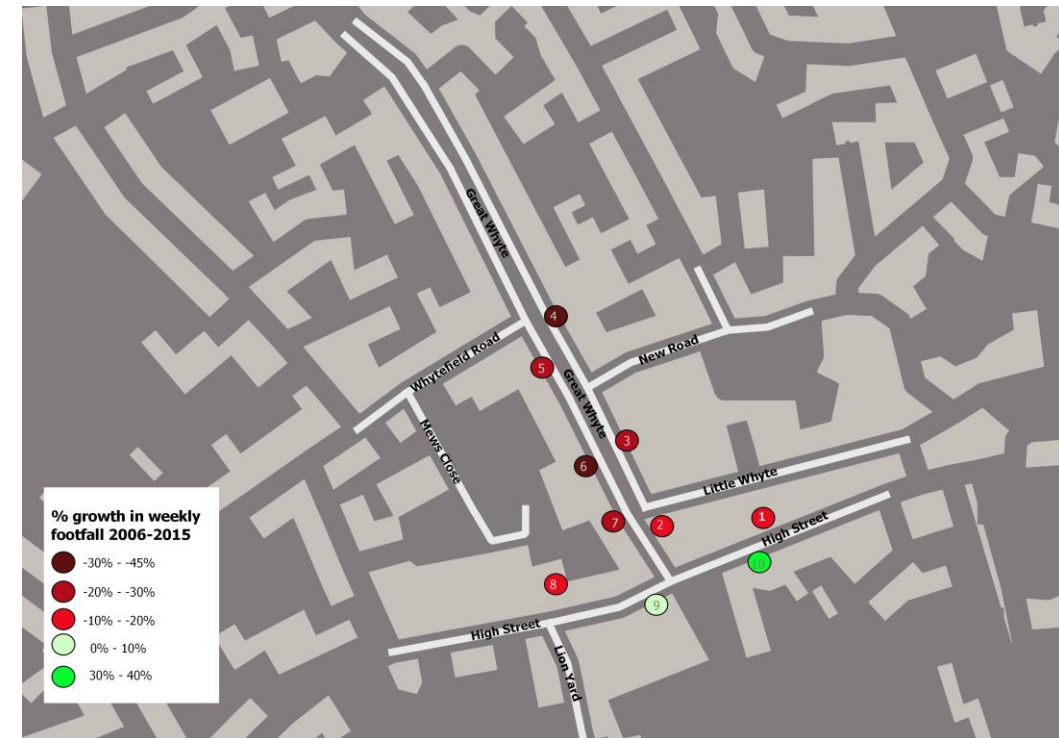 Great Whyte
4
Whytefield Road
New Road
5
Great Whyte
Mews Close
3
6
Little Whyte
7
2
1
High Street
10
8
9
High Street
Lion Yard
% growth in weekly
footfall 2006-2015
-30% - -45%
-20% - -30%
-10% - -20%
0% - 10%
30% - 40%